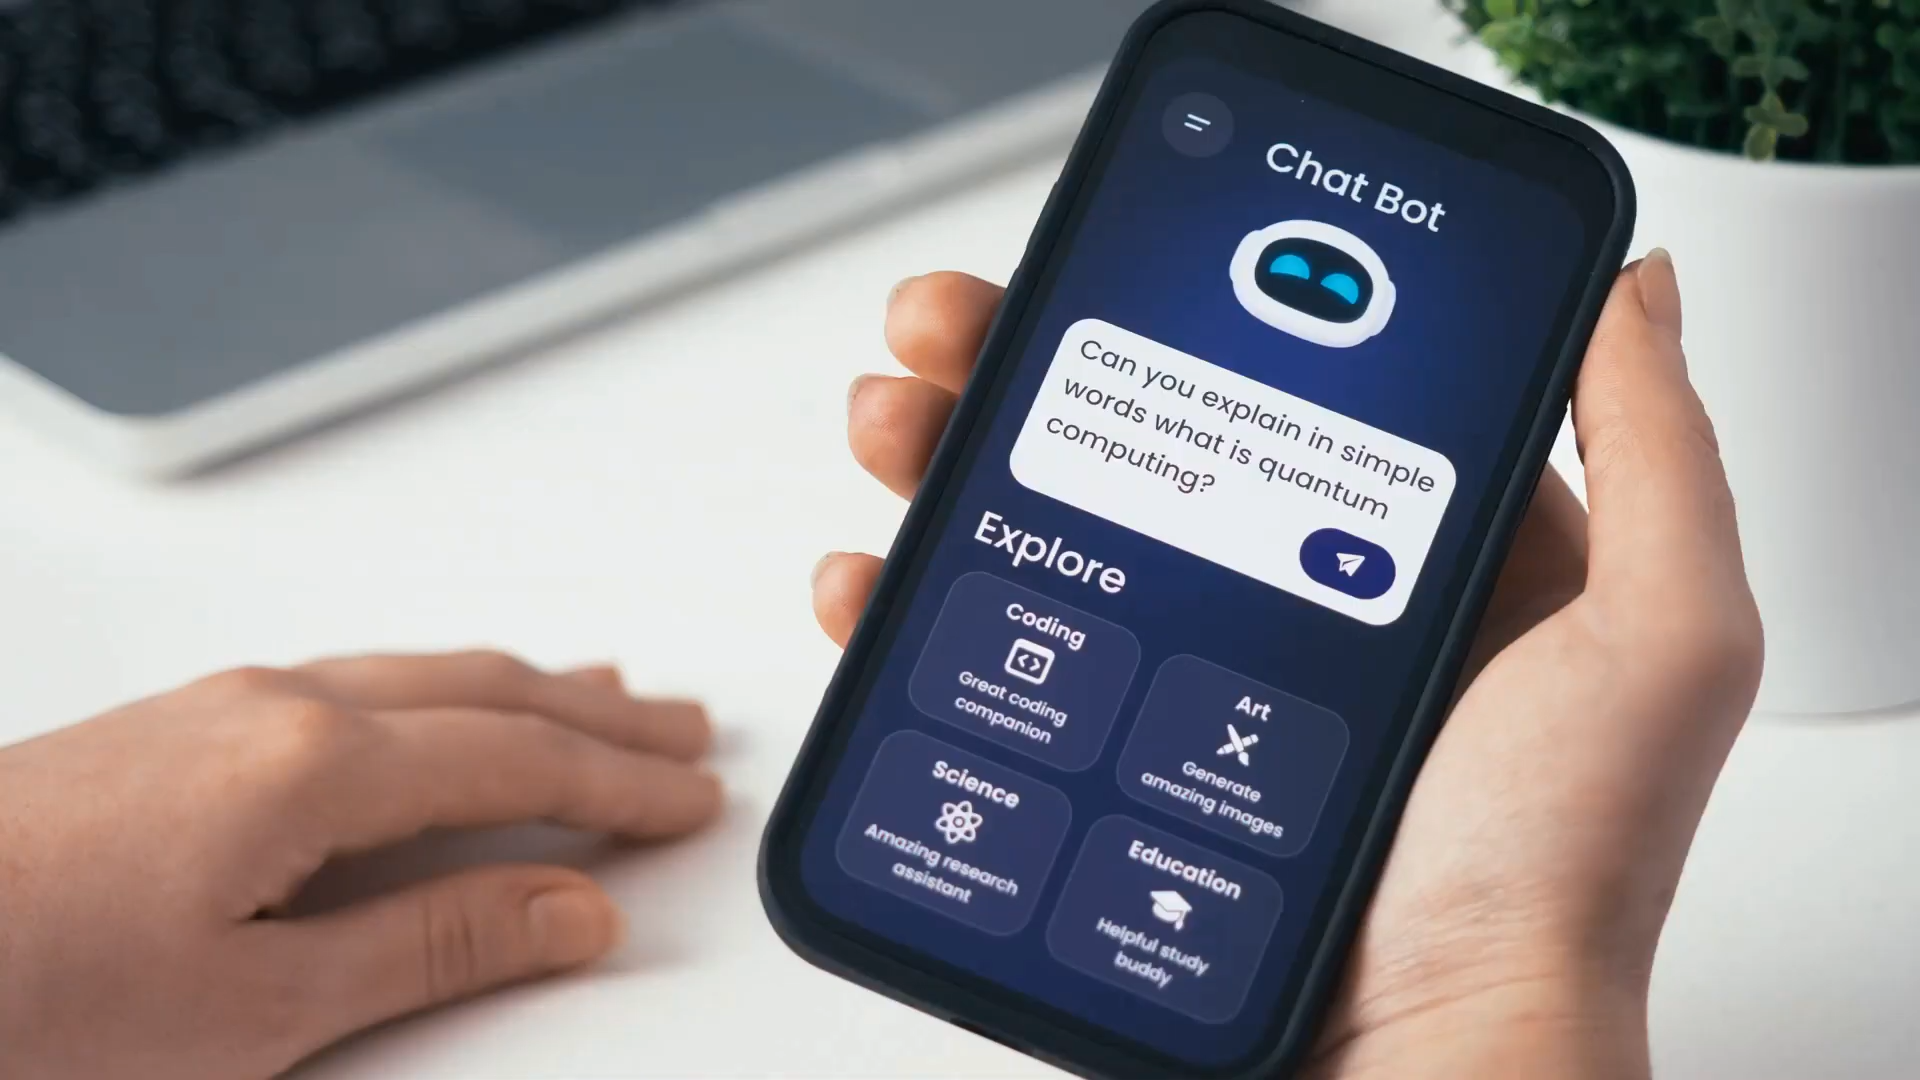 Chat Bot
Can you explain in simple
words what is quantum
computing?
Explore
Coding
Great coding
companion
Art
Generate
amazing images
Science
Amazing research
assistant
Education
Helpful study
buddy